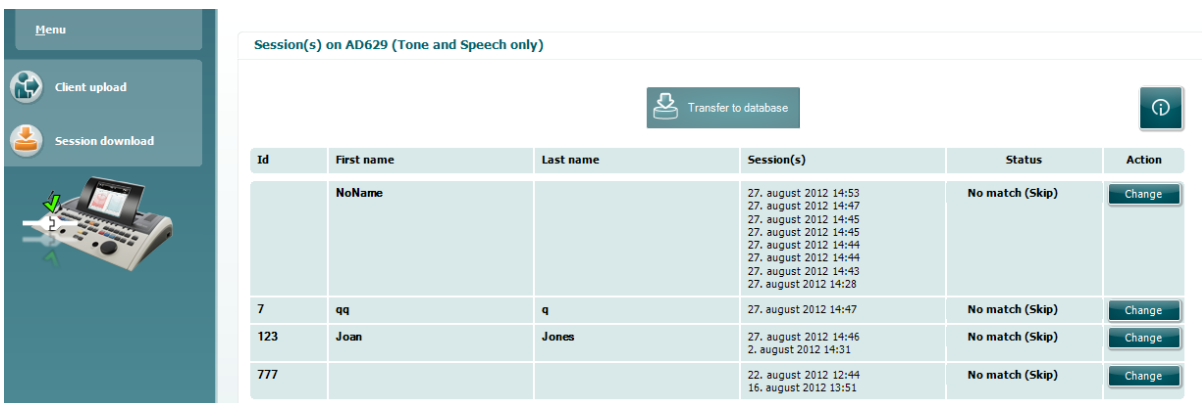 Menu
Session(s) on AD629 (Tone and Speech only)
Client upload
Transfer to database
Session download
Id First name Last name Session(s) Status Action
NoName 27. august 2012 14:53 No match (Skip) Change
27. august 2012 14:47
27. august 2012 14:45
27. august 2012 14:45
27. august 2012 14:44
27. august 2012 14:44
27. august 2012 14:43
27. august 2012 14:28
7 qq q 27. august 2012 14:47 No match (Skip) Change
123 Joan Jones 27. august 2012 14:46 No match (Skip) Change
2. august 2012 14:31
777 22. august 2012 12:44 No match (Skip) Change
16. august 2012 13:51